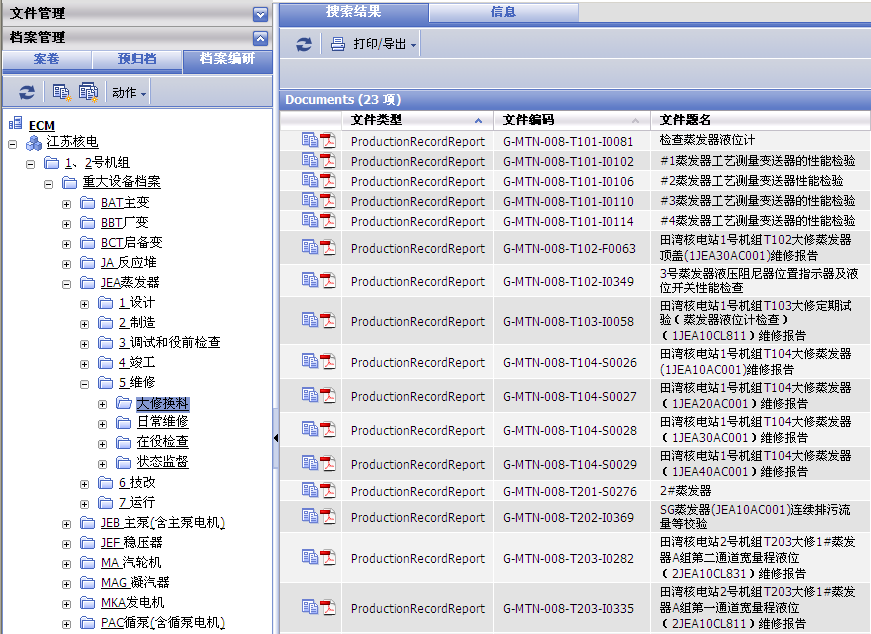 文件管理
档案管理
案卷 预归档 档案编研
动作
ECM
江苏核电
1、2号机组
重大设备档案
BAT主变
BBT厂变
BCT启备变
JA 反应堆
JEA蒸发器
1 设计
2 制造
3 调试和役前检查
4 竣工
5 维修
大修换料
日常维修
在役检查
状态监督
6 技改
7 运行
JEB 主泵(含主泵电机)
JEF 稳压器
MA 汽轮机
MAG 凝汽器
MKA发电机
PAC循泵(含循泵电机)
搜索结果 信息
打印/导出
Documents (23 项)
文件类型 文件编码 文件题名
ProductionRecordReport G-MTN-008-T101-I0081 检查蒸发器液位计
ProductionRecordReport G-MTN-008-T101-I0102 #1蒸发器工艺测量变送器的性能检验
ProductionRecordReport G-MTN-008-T101-I0106 #2蒸发器工艺测量变送器性能检验
ProductionRecordReport G-MTN-008-T101-I0110 #3蒸发器工艺测量变送器的性能检验
ProductionRecordReport G-MTN-008-T101-I0114 #4蒸发器工艺测量变送器的性能检验
ProductionRecordReport G-MTN-008-T102-F0063 田湾核电站1号机组T102大修蒸发器
顶盖(1JEA30AC001)维修报告
ProductionRecordReport G-MTN-008-T102-I0349 3号蒸发器液压阻尼器位置指示器及液
位开关性能检查
ProductionRecordReport G-MTN-008-T103-I0058 田湾核电站1号机组T103大修定期试
验（蒸发器液位计检查）
（1JEA10CL811）维修报告
ProductionRecordReport G-MTN-008-T104-S0026 田湾核电站1号机组T104大修蒸发器
(1JEA10AC001)维修报告
ProductionRecordReport G-MTN-008-T104-S0027 田湾核电站1号机组T104大修蒸发器
（1JEA20AC001）维修报告
ProductionRecordReport G-MTN-008-T104-S0028 田湾核电站1号机组T104大修蒸发器
（1JEA30AC001）维修报告
ProductionRecordReport G-MTN-008-T104-S0029 田湾核电站1号机组T104大修蒸发器
（1JEA40AC001）维修报告
ProductionRecordReport G-MTN-008-T201-S0276 2#蒸发器
ProductionRecordReport G-MTN-008-T202-I0369 SG蒸发器(JEA10AC001)连续排污流
量等校验
ProductionRecordReport G-MTN-008-T203-I0282 田湾核电站2号机组T203大修1#蒸发
器A组第二通道宽量程液位
（2JEA10CL831）维修报告
ProductionRecordReport G-MTN-008-T203-I0335 田湾核电站2号机组T203大修1#蒸发
器A组第一通道宽量程液位
（2JEA10CL811）维修报告